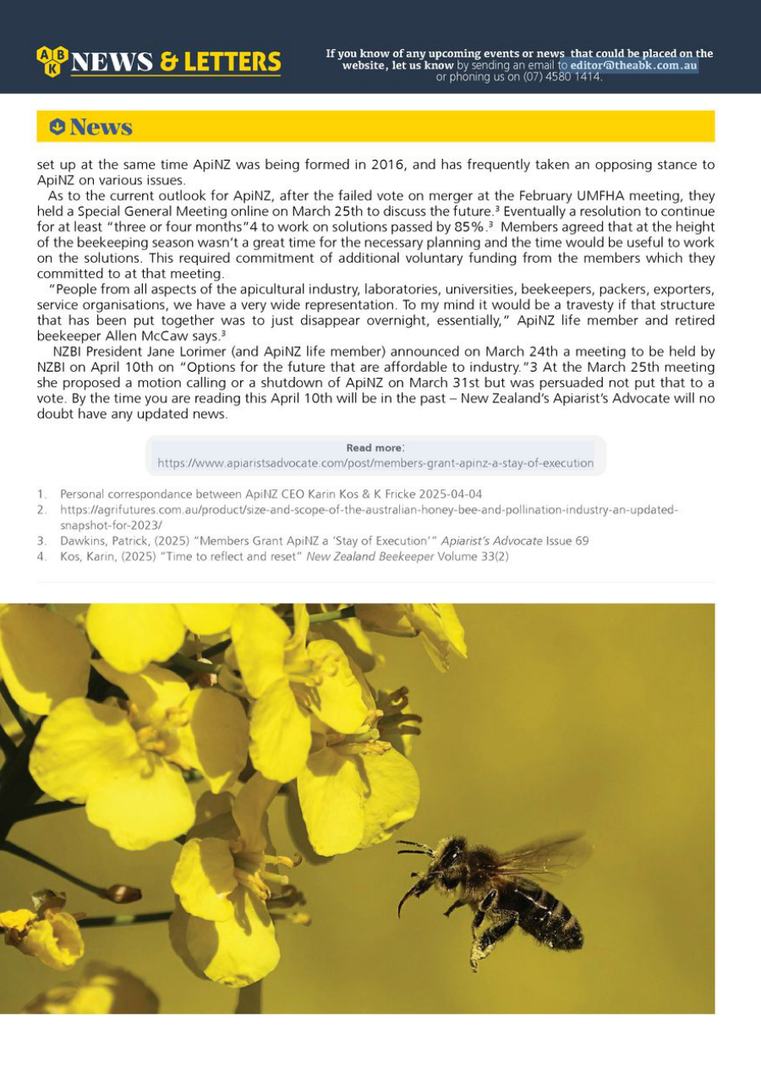 A B K
NEWS & LETTERS
If you know of any upcoming events or news that could be placed on the
website, let us know by sending an email to editor@theabk.com.au
or phoning us on (07) 4580 1414.
News
set up at the same time ApiNZ was being formed in 2016, and has frequently taken an opposing stance to
ApiNZ on various issues.
As to the current outlook for ApiNZ, after the failed vote on merger at the February UMFHA meeting, they
held a Special General Meeting online on March 25th to discuss the future.³ Eventually a resolution to continue
for at least “three or four months”4 to work on solutions passed by 85%.³ Members agreed that at the height
of the beekeeping season wasn’t a great time for the necessary planning and the time would be useful to work
on the solutions. This required commitment of additional voluntary funding from the members which they
committed to at that meeting.
“People from all aspects of the apicultural industry, laboratories, universities, beekeepers, packers, exporters,
service organisations, we have a very wide representation. To my mind it would be a travesty if that structure
that has been put together was to just disappear overnight, essentially,” ApiNZ life member and retired
beekeeper Allen McCaw says.³
NZBI President Jane Lorimer (and ApiNZ life member) announced on March 24th a meeting to be held by
NZBI on April 10th on “Options for the future that are affordable to industry.”3 At the March 25th meeting
she proposed a motion calling or a shutdown of ApiNZ on March 31st but was persuaded not put that to a
vote. By the time you are reading this April 10th will be in the past – New Zealand’s Apiarist’s Advocate will no
doubt have any updated news.
Read more:
https://www.apiaristsadvocate.com/post/members-grant-apinz-a-stay-of-execution
1. Personal correspondance between ApiNZ CEO Karin Kos & K Fricke 2025-04-04
2. https://agrifutures.com.au/product/size-and-scope-of-the-australian-honey-bee-and-pollination-industry-an-updated-
snapshot-for-2023/
3. Dawkins, Patrick, (2025) “Members Grant ApiNZ a ‘Stay of Execution’” Apiarist’s Advocate Issue 69
4. Kos, Karin, (2025) “Time to reflect and reset” New Zealand Beekeeper Volume 33(2)